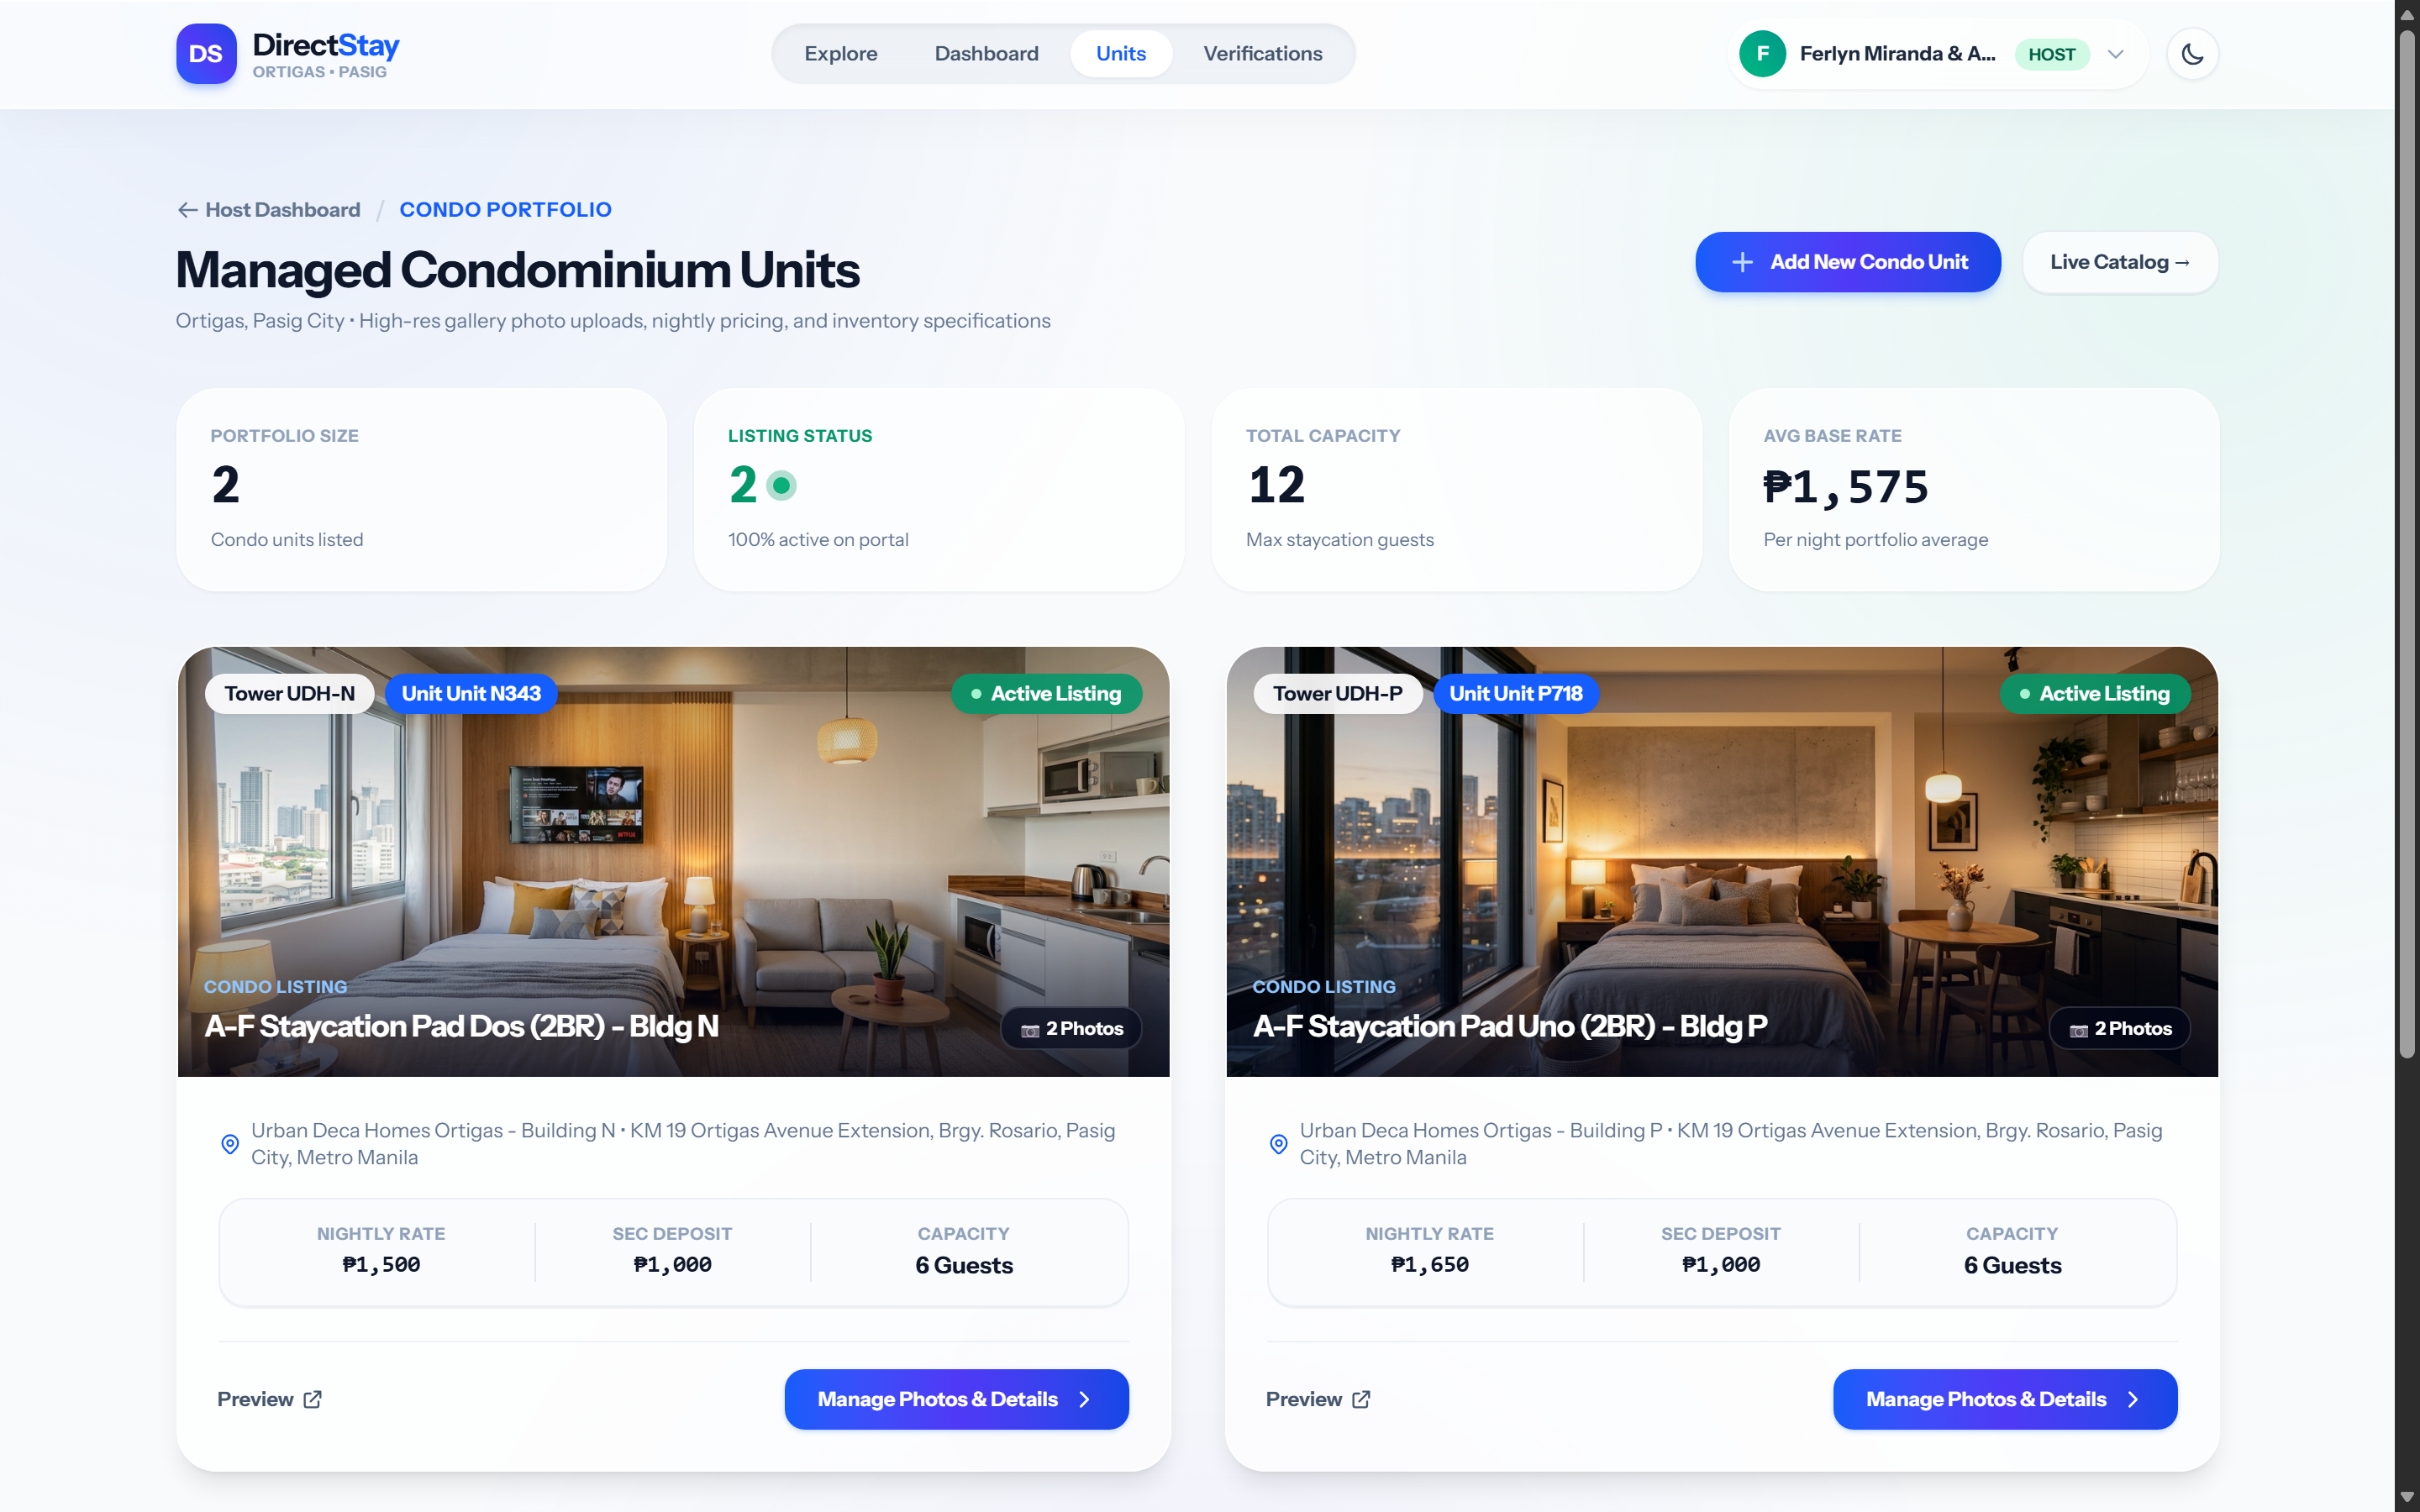 DS
DirectStay
ORTIGAS • PASIG
Explore
Dashboard
Units
Verifications
F
Ferlyn Miranda & A...
HOST
← Host Dashboard / CONDO PORTFOLIO
Managed Condominium Units
Ortigas, Pasig City • High-res gallery photo uploads, nightly pricing, and inventory specifications
+ Add New Condo Unit
Live Catalog →
PORTFOLIO SIZE
2
Condo units listed
LISTING STATUS
2
100% active on portal
TOTAL CAPACITY
12
Max staycation guests
AVG BASE RATE
₱1,575
Per night portfolio average
Tower UDH-N
Unit Unit N343
Active Listing
NETFLIX
CONDO LISTING
A-F Staycation Pad Dos (2BR) - Bldg N
2 Photos
Urban Deca Homes Ortigas - Building N • KM 19 Ortigas Avenue Extension, Brgy. Rosario, Pasig
City, Metro Manila
NIGHTLY RATE
₱1,500
SEC DEPOSIT
₱1,000
CAPACITY
6 Guests
Preview
Manage Photos & Details
Tower UDH-P
Unit Unit P718
Active Listing
CONDO LISTING
A-F Staycation Pad Uno (2BR) - Bldg P
2 Photos
Urban Deca Homes Ortigas - Building P • KM 19 Ortigas Avenue Extension, Brgy. Rosario, Pasig
City, Metro Manila
NIGHTLY RATE
₱1,650
SEC DEPOSIT
₱1,000
CAPACITY
6 Guests
Preview
Manage Photos & Details